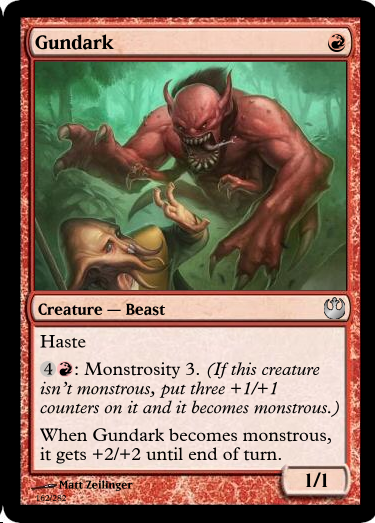 Gundark
Creature — Beast
Haste
4: Monstrosity 3. (If this creature
isn't monstrous, put three +1/+1
counters on it and it becomes monstrous.)
When Gundark becomes monstrous,
it gets +2/+2 until end of turn.
1/1
Matt Zeilinger
162/252